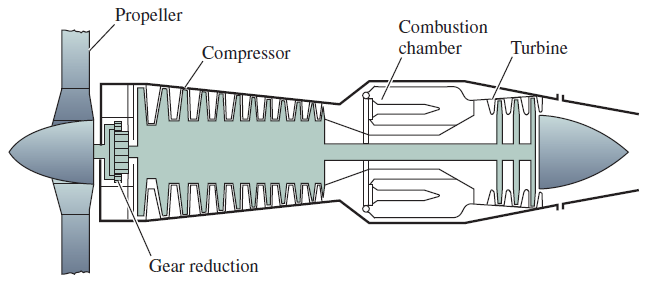 Propeller
Compressor
Combustion
chamber
Turbine
Gear reduction